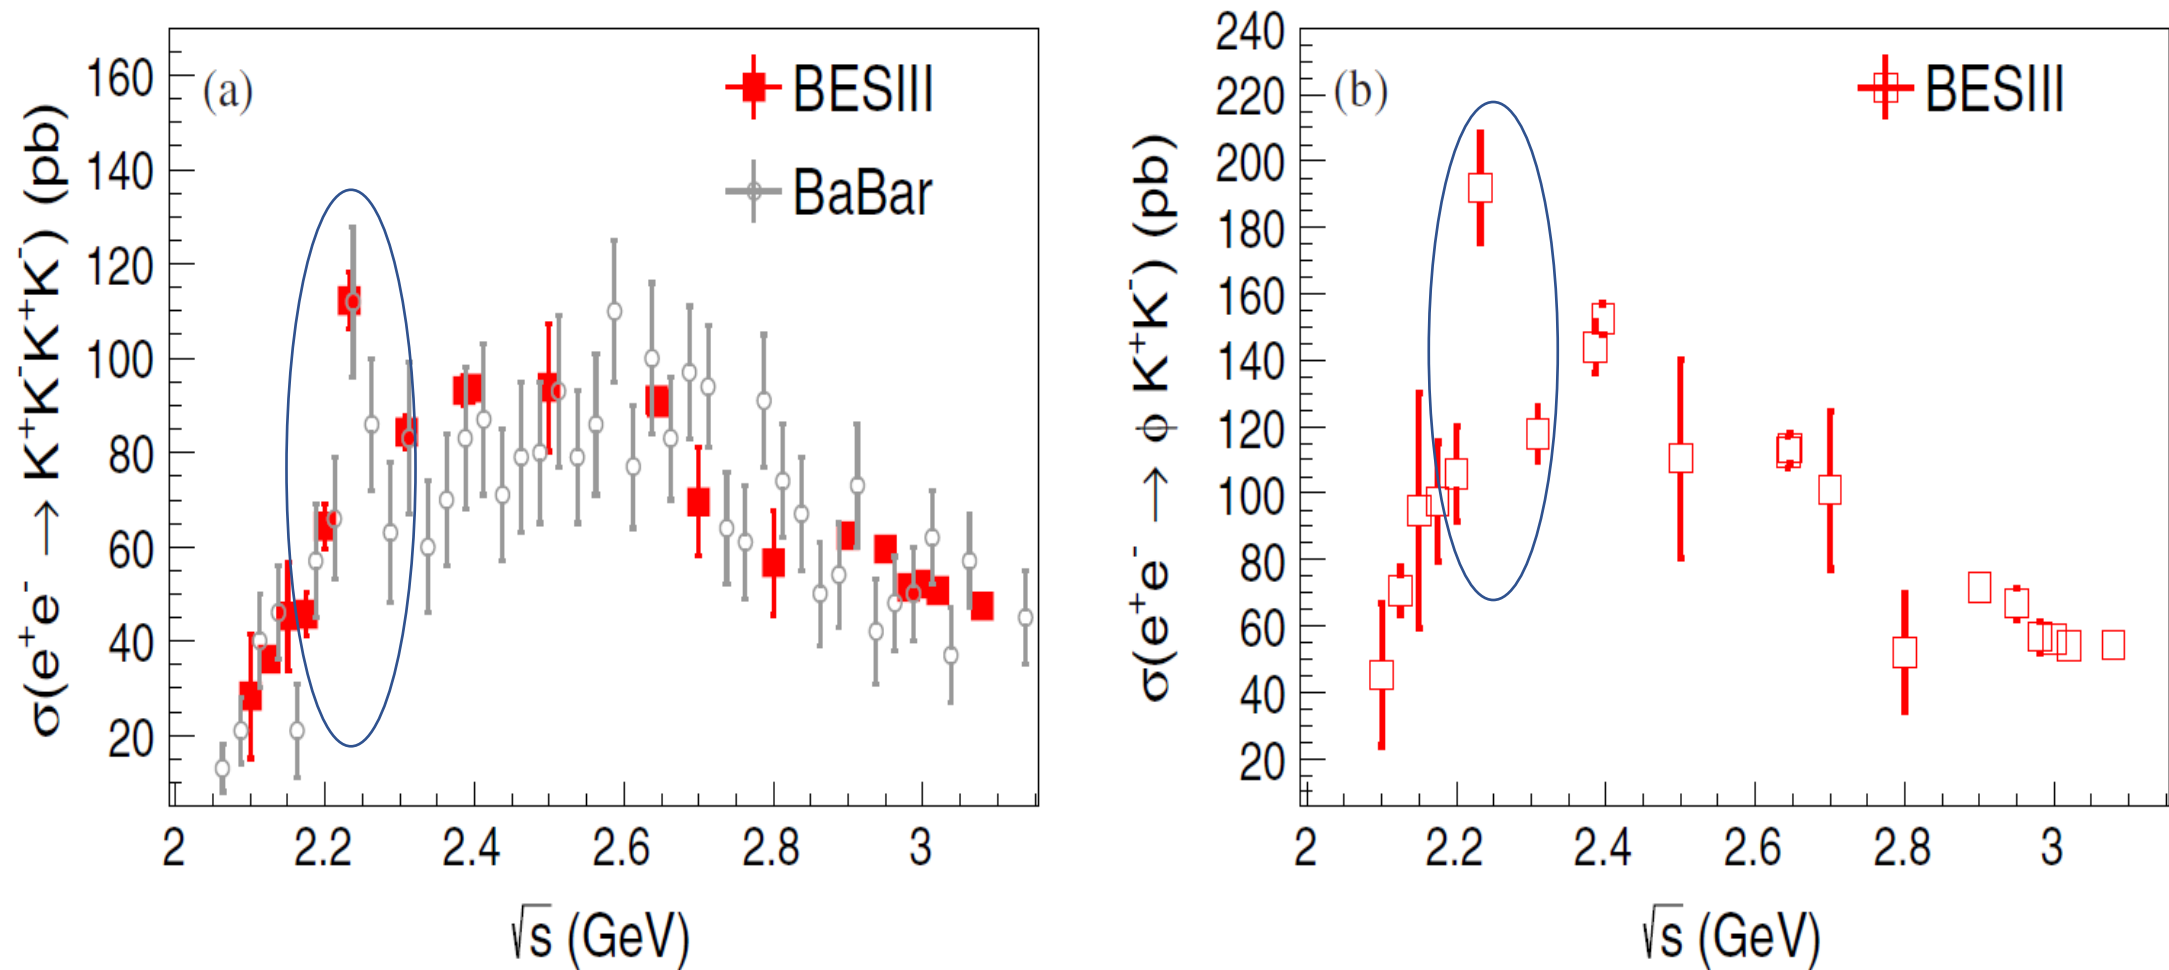 σ(e⁺e⁻ → K⁺K⁻K⁺K⁻) (pb)
160
140
120
100
80
60
40
20
(a)
BESIII
BaBar
2 2.2 2.4 2.6 2.8 3
√s (GeV)
σ(e⁺e⁻ → ϕ K⁺K⁻) (pb)
240
220
200
180
160
140
120
100
80
60
40
20
(b)
BESIII
2 2.2 2.4 2.6 2.8 3
√s (GeV)